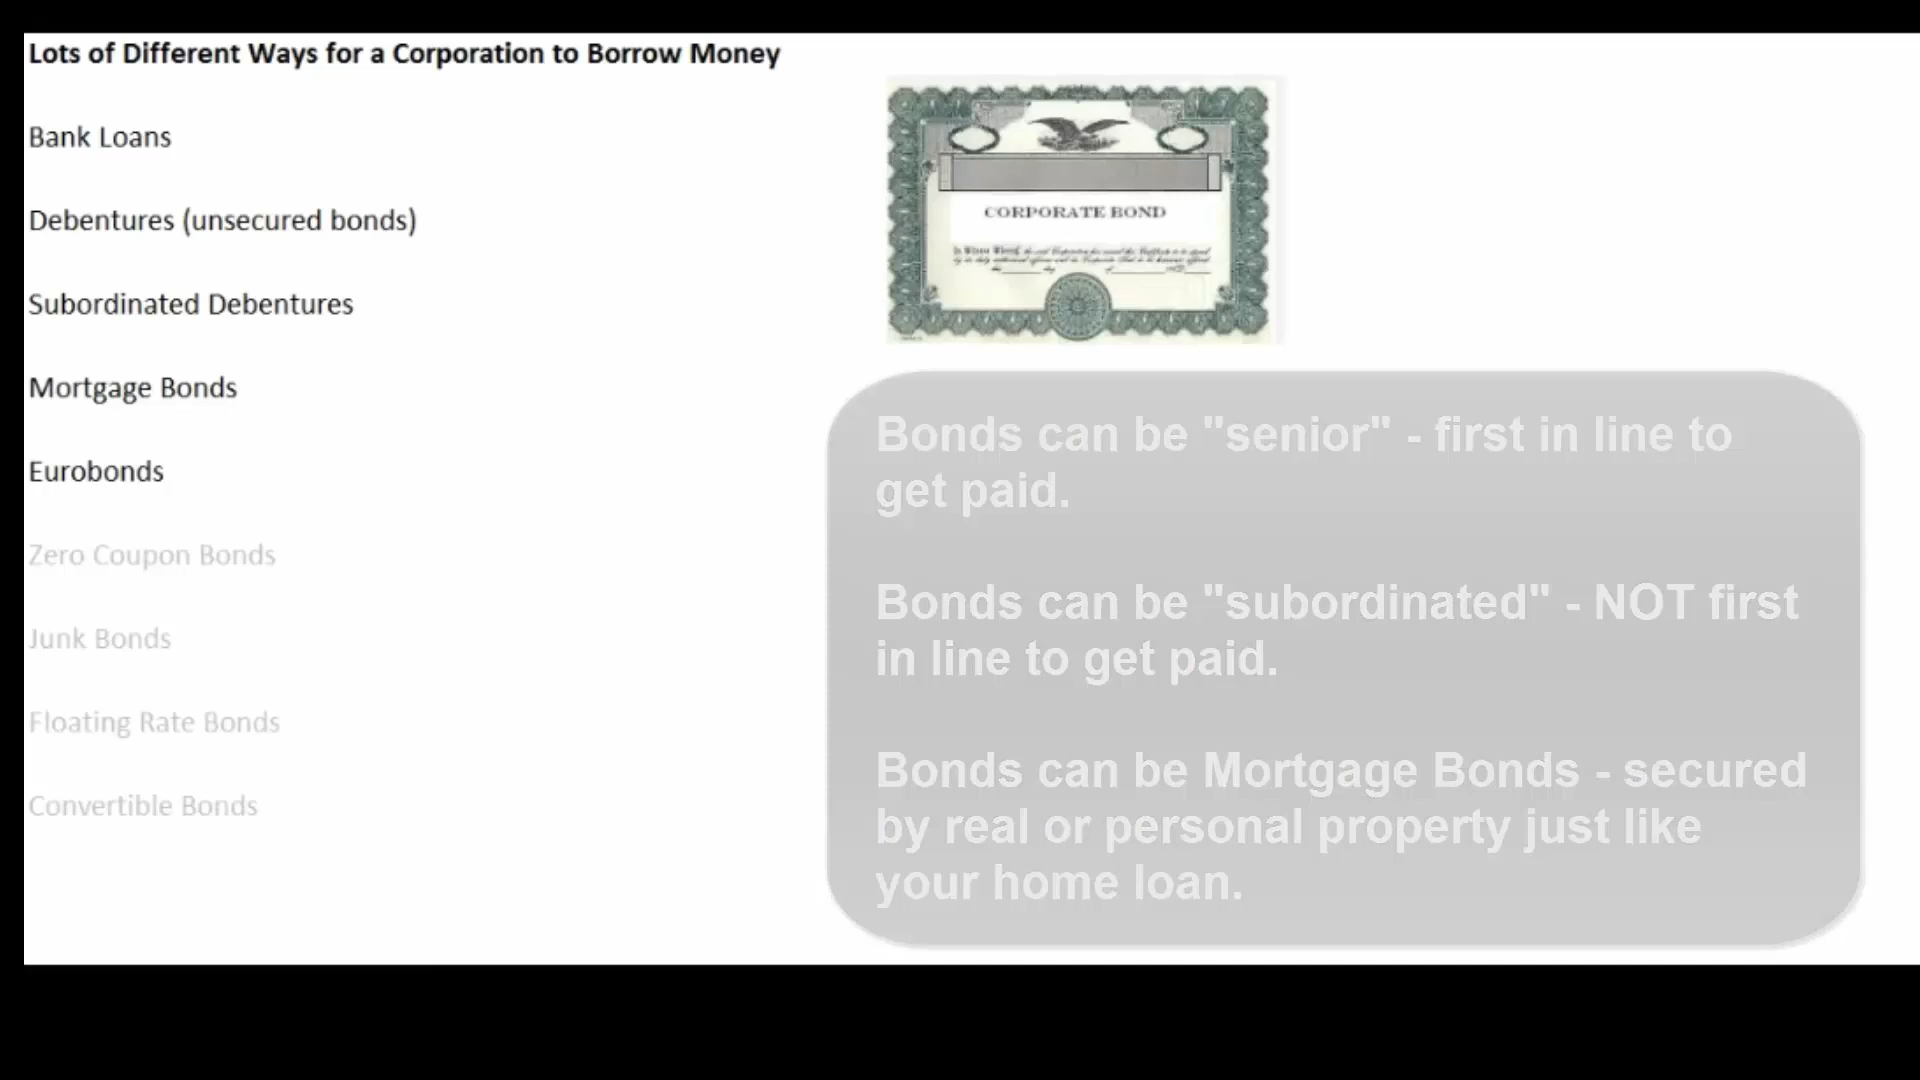 Lots of Different Ways for a Corporation to Borrow Money
Bank Loans
Debentures (unsecured bonds)
Subordinated Debentures
Mortgage Bonds
Eurobonds
Zero Coupon Bonds
Junk Bonds
Floating Rate Bonds
Convertible Bonds
CORPORATE BOND
Bonds can be "senior" - first in line to
get paid.
Bonds can be "subordinated" - NOT first
in line to get paid.
Bonds can be Mortgage Bonds - secured
by real or personal property just like
your home loan.